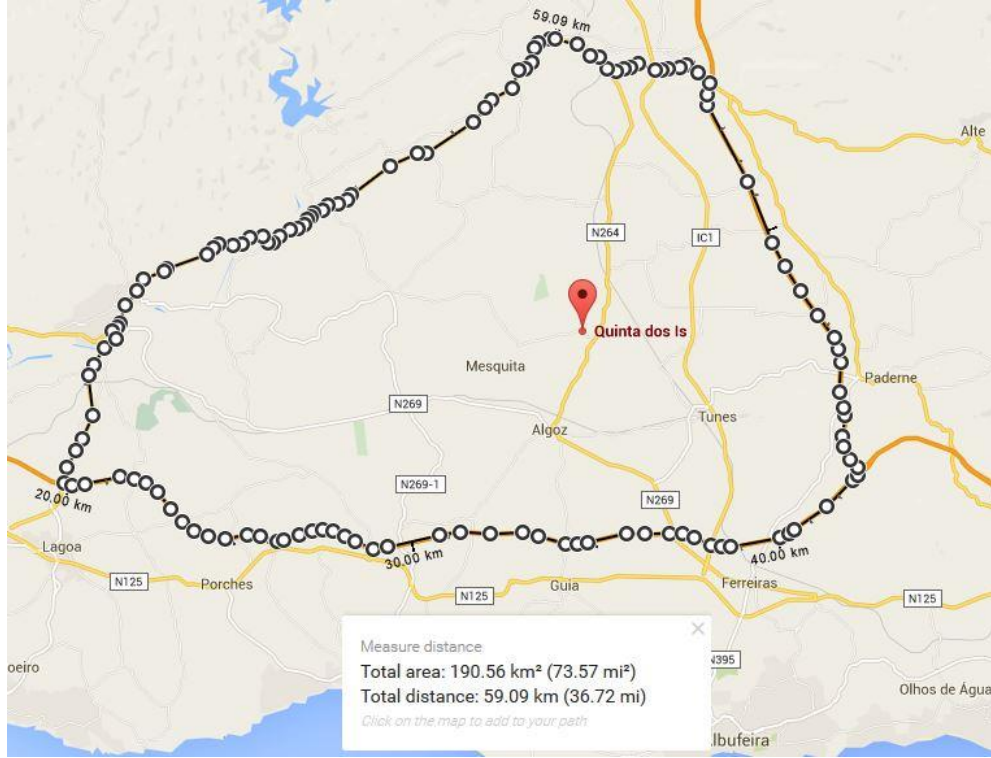 59.09 km
Alte
N264
IC1
Quinta dos Is
Mesquita
Paderne
N269
Tunes
Algoz
N269-1
N269
20.00 km
Lagoa
30.00 km
40.00 km
N125
Porches
Guia
Ferreiras
N125
N125
oeiro
Measure distance
Total area: 190.56 km² (73.57 mi²)
Total distance: 59.09 km (36.72 mi)
Click on the map to add to your path
N395
Olhos de Água
lbufeira